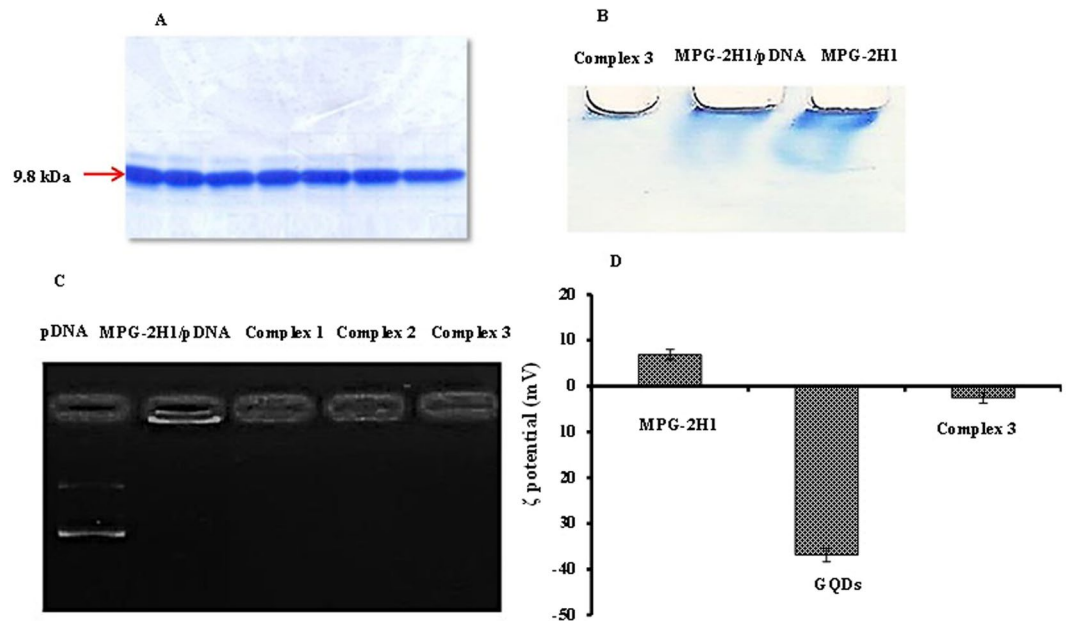 A
9.8 kDa
B
Complex 3 MPG-2H1/pDNA MPG-2H1
C
pDNA MPG-2H1/pDNA Complex 1 Complex 2 Complex 3
D
20
10
0
10
20
30
-40
-50
ζ potential (mV)
MPG-2H1
GQDs
Complex 3